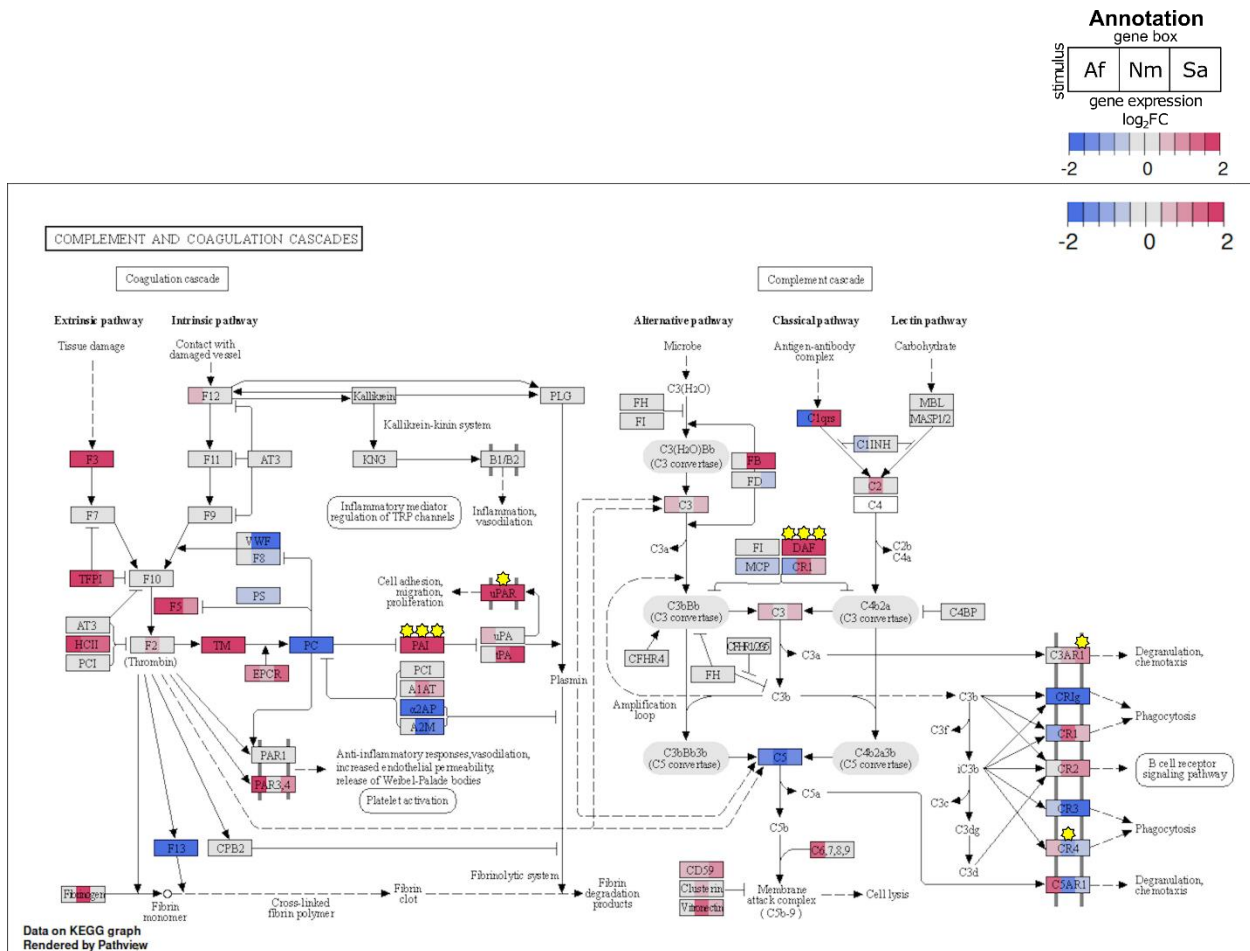 Annotation
gene box
stimulus
Af Nm Sa
gene expression
log₂FC
-2 0 2
-2 0 2
COMPLEMENT AND COAGULATION CASCADES
Coagulation cascade
Complement cascade
Extrinsic pathway
Intrinsic pathway
Alternative pathway
Classical pathway
Lectin pathway
Tissue damage
Contact with
damaged vessel
Microbe
Antigen-antibody
complex
Carbohydrate
F12
Kallikrein
PLG
C3(H2O)
FH
FI
MBL
MASP1/2
C1qrs
Kallikrein-kinin system
C1INH
F3
F11
AT3
KNG
B1/B2
C3(H2O)Bb
(C3 convertase)
FB
FD
C2
C4
Inflammatory mediator
regulation of TRP channels
Inflammation,
vasodilation
C3
F7
F9
VWF
F8
C3a
FI
DAF
MCP
CR1
C2b
C4a
TFPI
F10
Cell adhesion,
migration,
proliferation
uPAR
PS
F5
AT3
HCII
PCI
F2
(Thrombin)
TM
PC
PAI
uPA
tPA
EPCR
PCI
A1AT
α2AP
A2M
Plasmin
C3bBb
(C3 convertase)
C3
C4b2a
(C3 convertase)
C4BP
CFHR4
FH
C3a
C3b
Amplification
loop
C3AR1
Degranulation,
chemotaxis
C3b
CRIg
Phagocytosis
C3f
CR1
PAR1
PAR3,4
Anti-inflammatory responses,vasodilation,
increased endothelial permeability,
release of Weibel-Palade bodies
Platelet activation
C3bBb3b
(C5 convertase)
C5
C4b2a3b
(C5 convertase)
iC3b
CR2
B cell receptor
signaling pathway
C5a
C3c
CR3
C3dg
Phagocytosis
C5b
F13
CPB2
C6,7,8,9
CR4
C3d
C5AR1
Degranulation,
chemotaxis
Fibrinolytic system
CD59
Clusterin
Vitronectin
Membrane
attack complex
(C5b-9)
Cell lysis
Fibrinogen
Fibrin
monomer
Cross-linked
fibrin polymer
Fibrin
clot
Fibrin
degradation
products
Data on KEGG graph
Rendered by Pathview